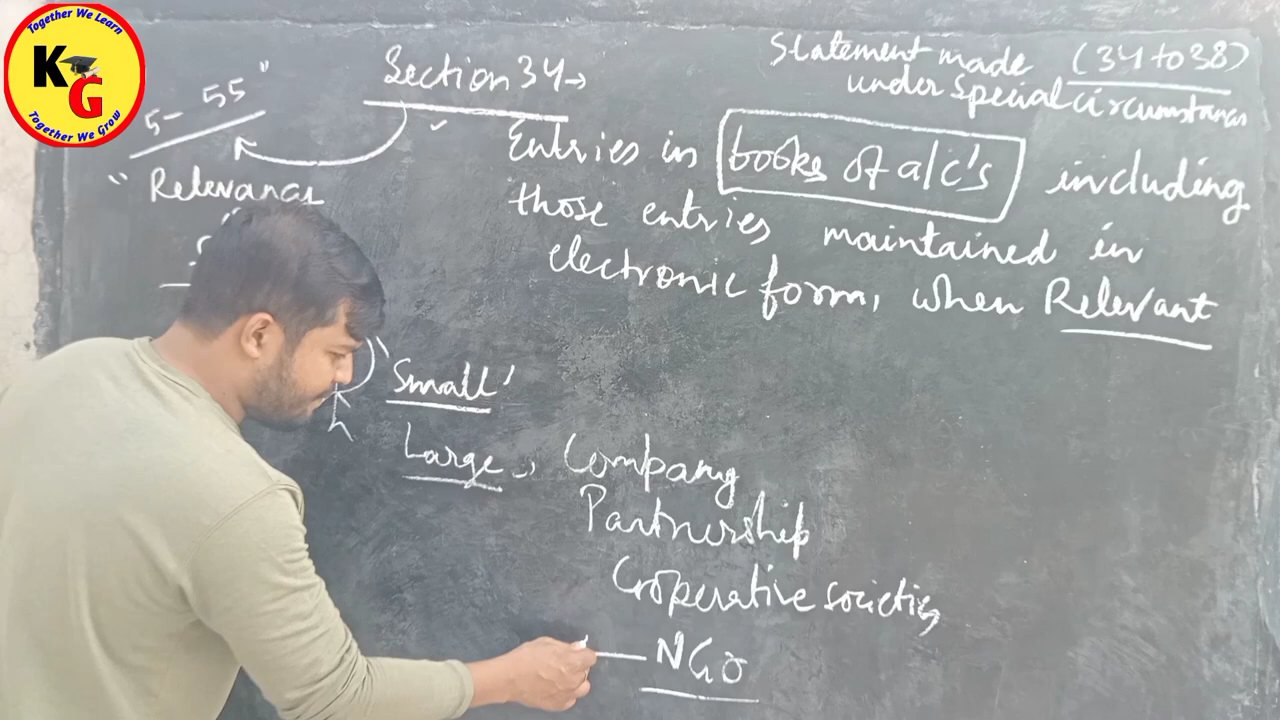 Together We Learn
KG
Together We Grow
Statement made (34 to 38)
under special circumstances
Section 34→
5- 55"
" Relevancy
Entries in books of a/c's including
those entries maintained in
electronic form, when Relevant
Small'
Large → Company
Partnership
Cooperative societies
NGO